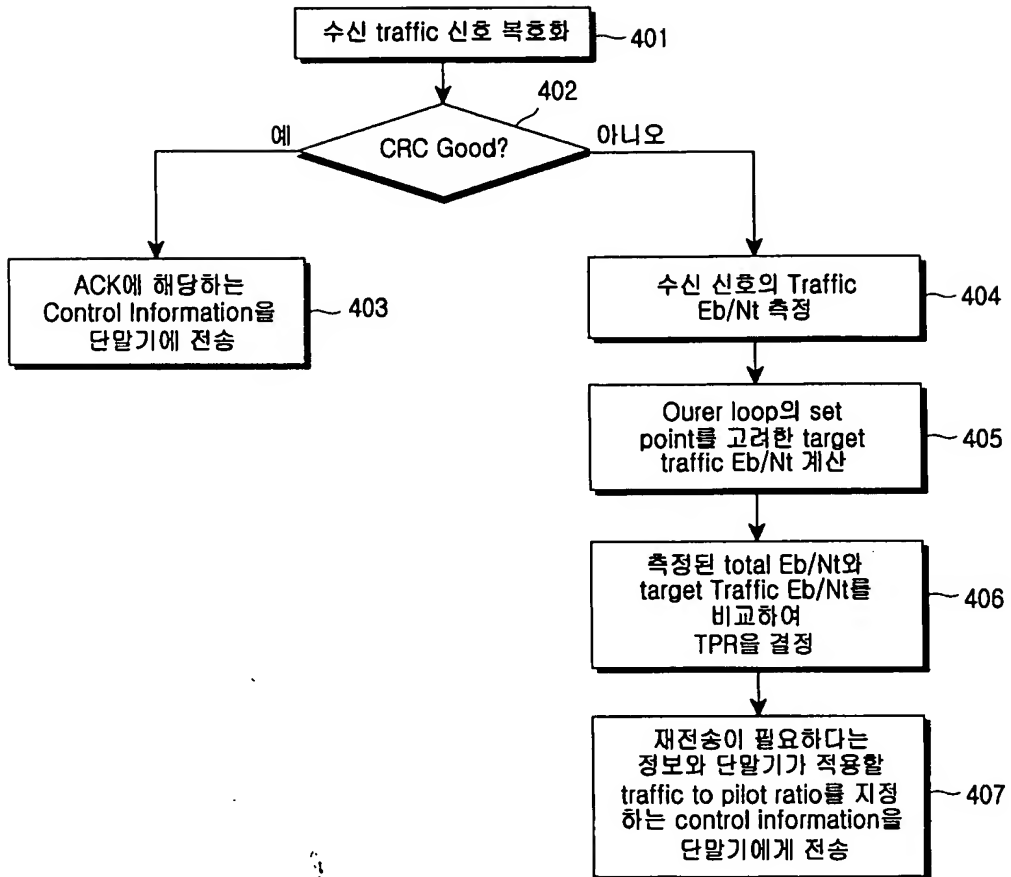 수신 traffic 신호 복호화
401
402
예
CRC Good?
아니오
ACK에 해당하는
Control Information을
단말기에 전송
403
수신 신호의 Traffic
Eb/Nt 측정
404
Ourer loop의 set
point를 고려한 target
traffic Eb/Nt 계산
405
측정된 total Eb/Nt와
target Traffic Eb/Nt를
비교하여
TPR을 결정
406
재전송이 필요하다는
정보와 단말기가 적용할
traffic to pilot ratio를 지정
하는 control information을
단말기에게 전송
407